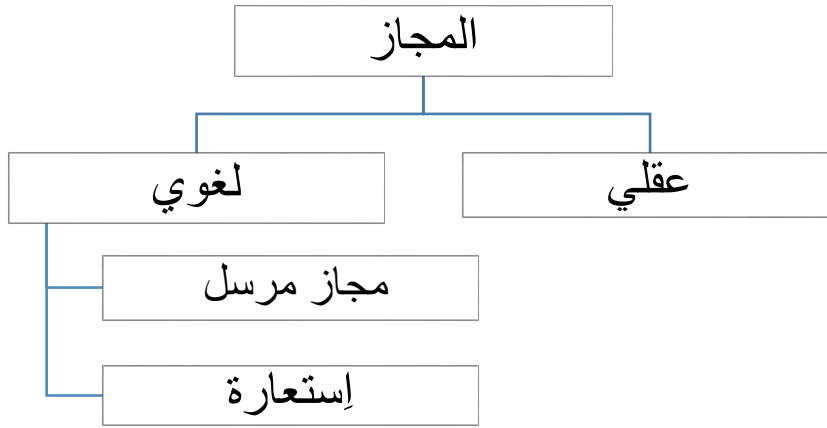 المجاز
عقلي
لغوي
مجاز مرسل
اِستعارة